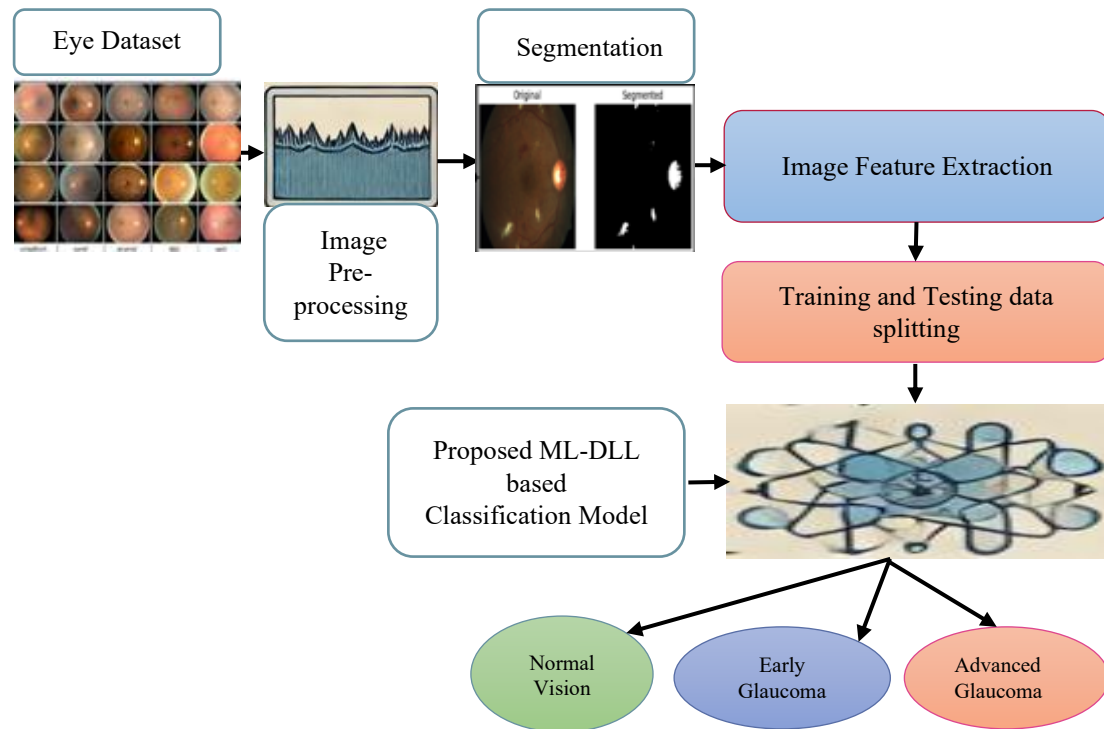 Eye Dataset
Image
Pre-
processing
Segmentation
Original
Segmented
Image Feature Extraction
Training and Testing data
splitting
Proposed ML-DLL
based
Classification Model
Normal
Vision
Early
Glaucoma
Advanced
Glaucoma